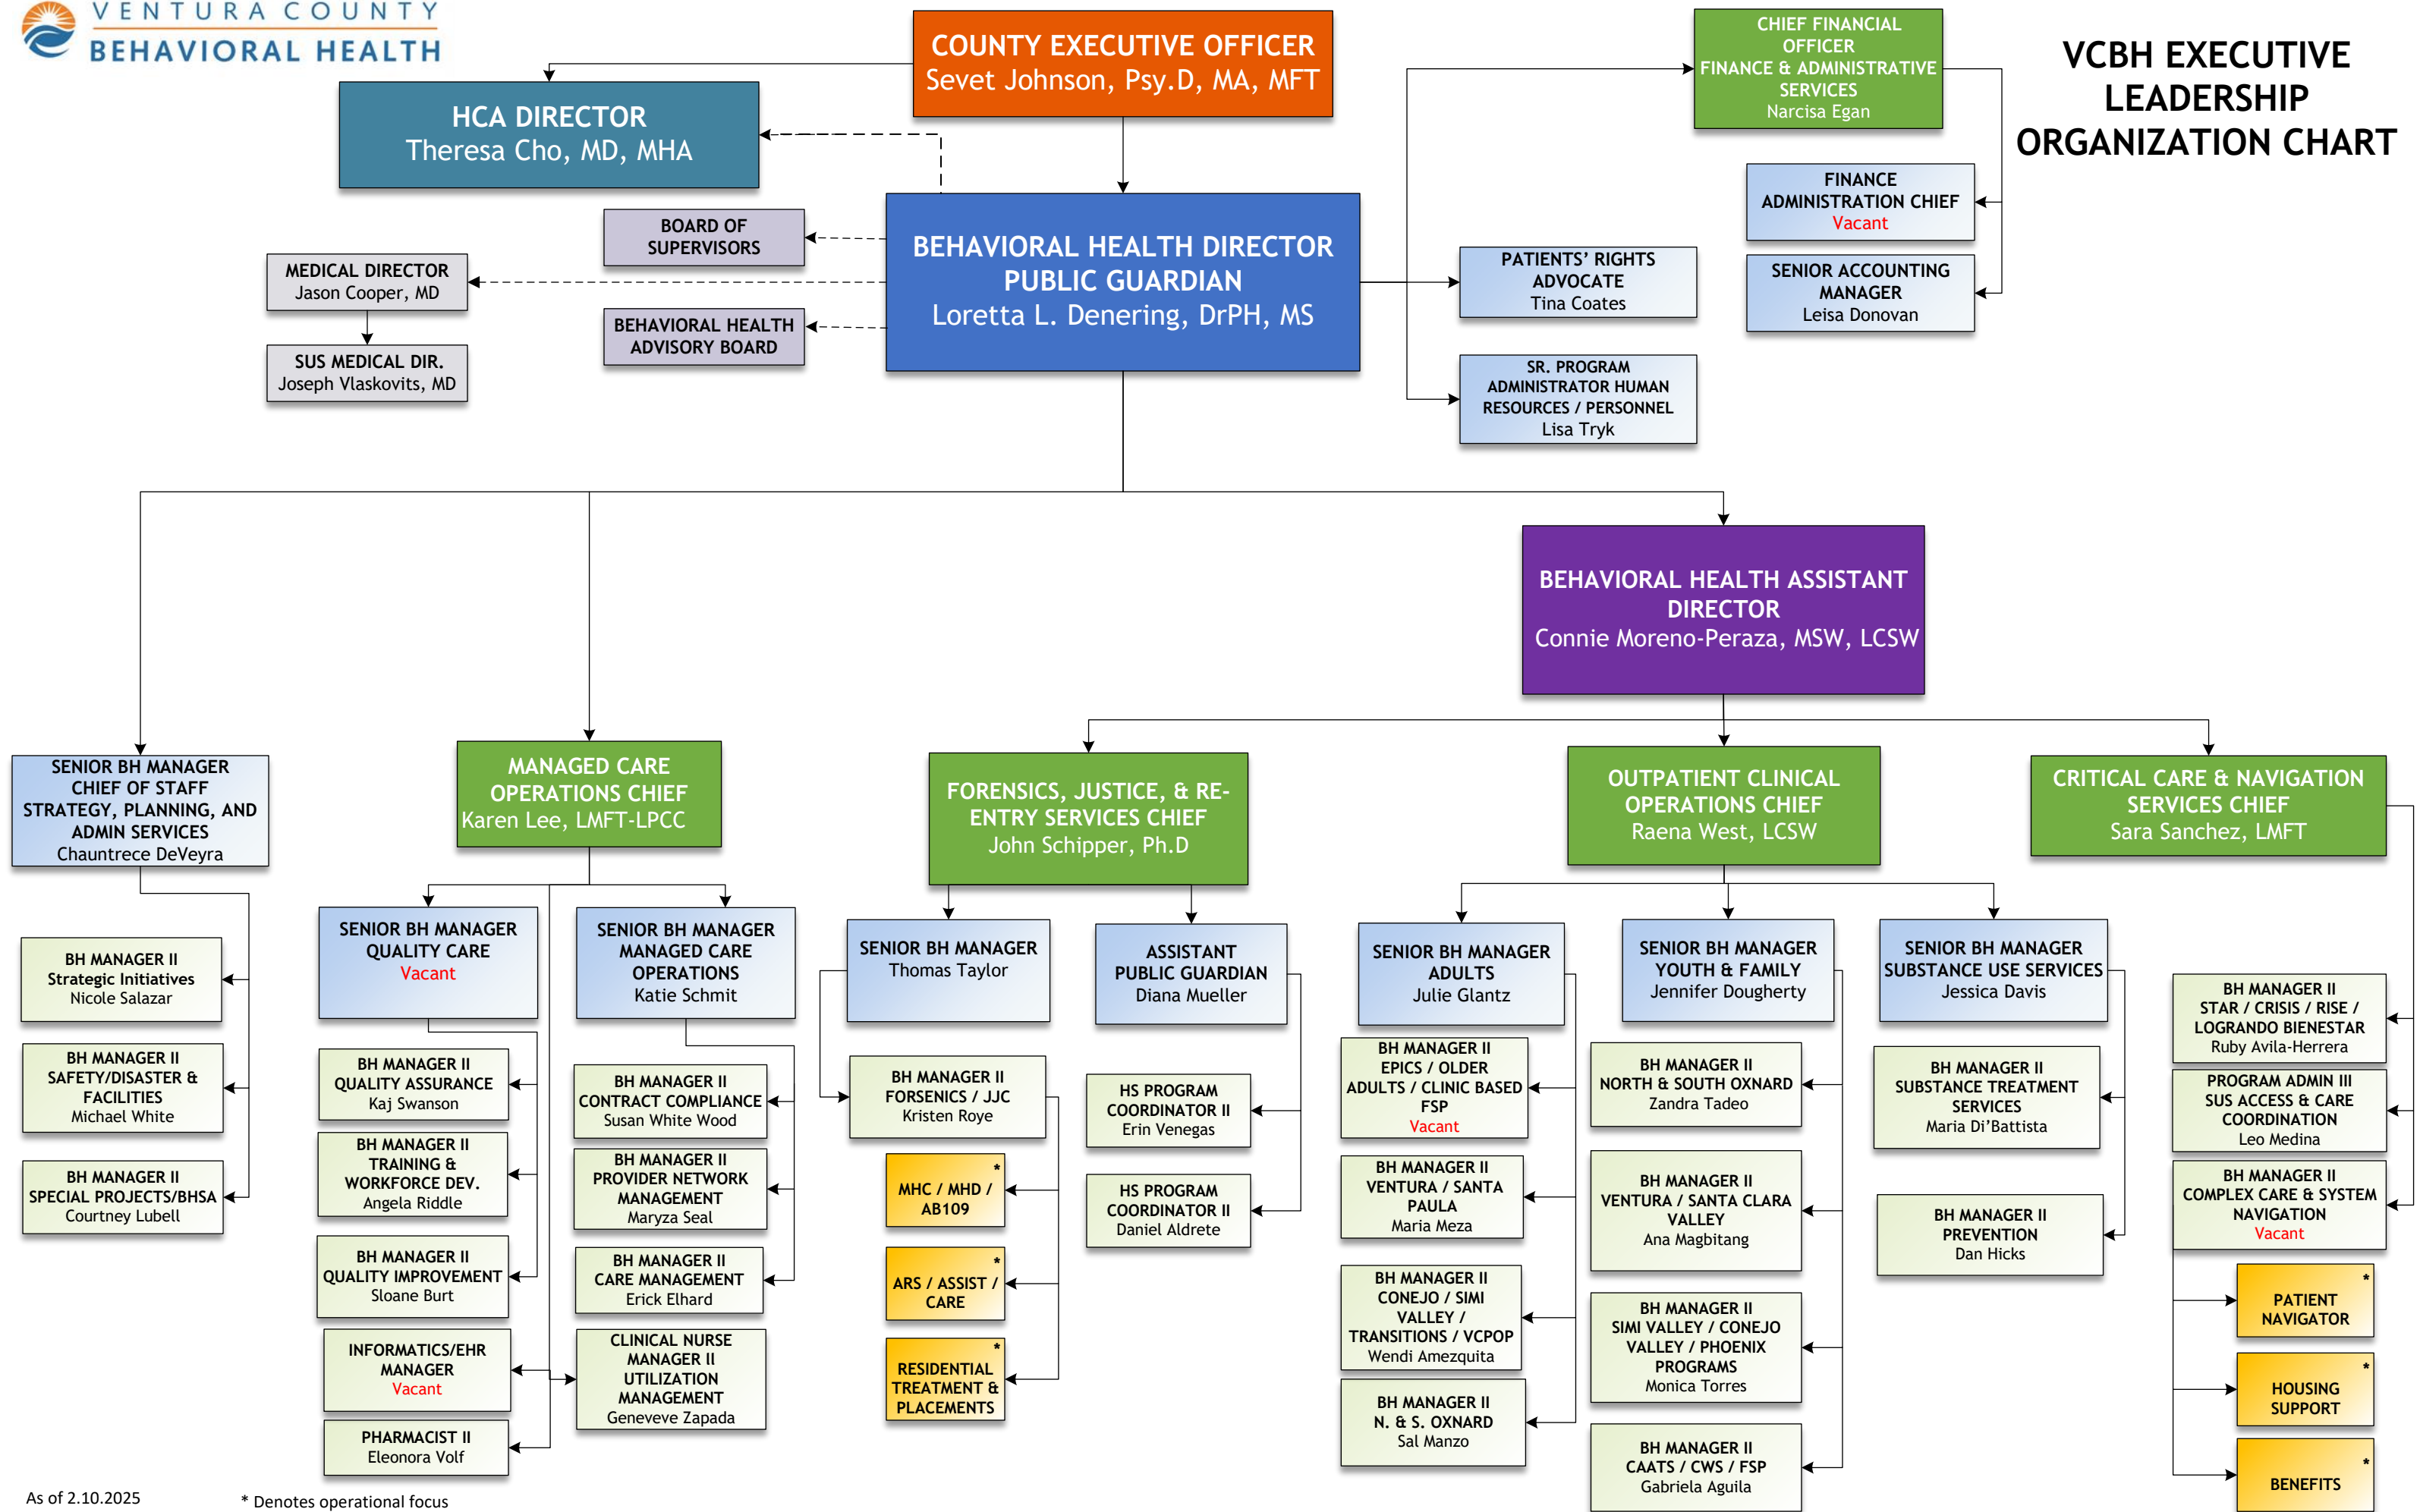 VENTURA COUNTY
BEHAVIORAL HEALTH
COUNTY EXECUTIVE OFFICER
Sevet Johnson, Psy.D, MA, MFT
CHIEF FINANCIAL
OFFICER
FINANCE & ADMINISTRATIVE
SERVICES
Narcisa Egan
VCBH EXECUTIVE
LEADERSHIP
ORGANIZATION CHART
HCA DIRECTOR
Theresa Cho, MD, MHA
FINANCE
ADMINISTRATION CHIEF
Vacant
SENIOR ACCOUNTING
MANAGER
Leisa Donovan
BOARD OF
SUPERVISORS
BEHAVIORAL HEALTH DIRECTOR
PUBLIC GUARDIAN
Loretta L. Denering, DrPH, MS
MEDICAL DIRECTOR
Jason Cooper, MD
SUS MEDICAL DIR.
Joseph Vlaskovits, MD
BEHAVIORAL HEALTH
ADVISORY BOARD
PATIENTS’ RIGHTS
ADVOCATE
Tina Coates
SR. PROGRAM
ADMINISTRATOR HUMAN
RESOURCES / PERSONNEL
Lisa Tryk
BEHAVIORAL HEALTH ASSISTANT
DIRECTOR
Connie Moreno-Peraza, MSW, LCSW
SENIOR BH MANAGER
CHIEF OF STAFF
STRATEGY, PLANNING, AND
ADMIN SERVICES
Chauntrece DeVeyra
MANAGED CARE
OPERATIONS CHIEF
Karen Lee, LMFT-LPCC
FORENSICS, JUSTICE, & RE-
ENTRY SERVICES CHIEF
John Schipper, Ph.D
OUTPATIENT CLINICAL
OPERATIONS CHIEF
Raena West, LCSW
CRITICAL CARE & NAVIGATION
SERVICES CHIEF
Sara Sanchez, LMFT
BH MANAGER II
Strategic Initiatives
Nicole Salazar
BH MANAGER II
SAFETY/DISASTER &
FACILITIES
Michael White
BH MANAGER II
SPECIAL PROJECTS/BHSA
Courtney Lubell
SENIOR BH MANAGER
QUALITY CARE
Vacant
BH MANAGER II
QUALITY ASSURANCE
Kaj Swanson
BH MANAGER II
TRAINING &
WORKFORCE DEV.
Angela Riddle
BH MANAGER II
QUALITY IMPROVEMENT
Sloane Burt
INFORMATICS/EHR
MANAGER
Vacant
PHARMACIST II
Eleonora Volf
SENIOR BH MANAGER
MANAGED CARE
OPERATIONS
Katie Schmit
BH MANAGER II
CONTRACT COMPLIANCE
Susan White Wood
BH MANAGER II
PROVIDER NETWORK
MANAGEMENT
Maryza Seal
BH MANAGER II
CARE MANAGEMENT
Erick Elhard
CLINICAL NURSE
MANAGER II
UTILIZATION
MANAGEMENT
Geneveve Zapada
SENIOR BH MANAGER
Thomas Taylor
BH MANAGER II
FORSENICS / JJC
Kristen Roye
*
MHC / MHD /
AB109
*
ARS / ASSIST /
CARE
*
RESIDENTIAL
TREATMENT &
PLACEMENTS
ASSISTANT
PUBLIC GUARDIAN
Diana Mueller
HS PROGRAM
COORDINATOR II
Erin Venegas
HS PROGRAM
COORDINATOR II
Daniel Aldrete
SENIOR BH MANAGER
ADULTS
Julie Glantz
BH MANAGER II
EPICS / OLDER
ADULTS / CLINIC BASED
FSP
Vacant
BH MANAGER II
VENTURA / SANTA
PAULA
Maria Meza
BH MANAGER II
CONEJO / SIMI
VALLEY /
TRANSITIONS / VCPOP
Wendi Amezquita
BH MANAGER II
N. & S. OXNARD
Sal Manzo
SENIOR BH MANAGER
YOUTH & FAMILY
Jennifer Dougherty
BH MANAGER II
NORTH & SOUTH OXNARD
Zandra Tadeo
BH MANAGER II
VENTURA / SANTA CLARA
VALLEY
Ana Magbitang
BH MANAGER II
SIMI VALLEY / CONEJO
VALLEY / PHOENIX
PROGRAMS
Monica Torres
BH MANAGER II
CAATS / CWS / FSP
Gabriela Aguila
SENIOR BH MANAGER
SUBSTANCE USE SERVICES
Jessica Davis
BH MANAGER II
SUBSTANCE TREATMENT
SERVICES
Maria Di’Battista
BH MANAGER II
PREVENTION
Dan Hicks
BH MANAGER II
STAR / CRISIS / RISE /
LOGRANDO BIENESTAR
Ruby Avila-Herrera
PROGRAM ADMIN III
SUS ACCESS & CARE
COORDINATION
Leo Medina
BH MANAGER II
COMPLEX CARE & SYSTEM
NAVIGATION
Vacant
*
PATIENT
NAVIGATOR
*
HOUSING
SUPPORT
*
BENEFITS
As of 2.10.2025
* Denotes operational focus